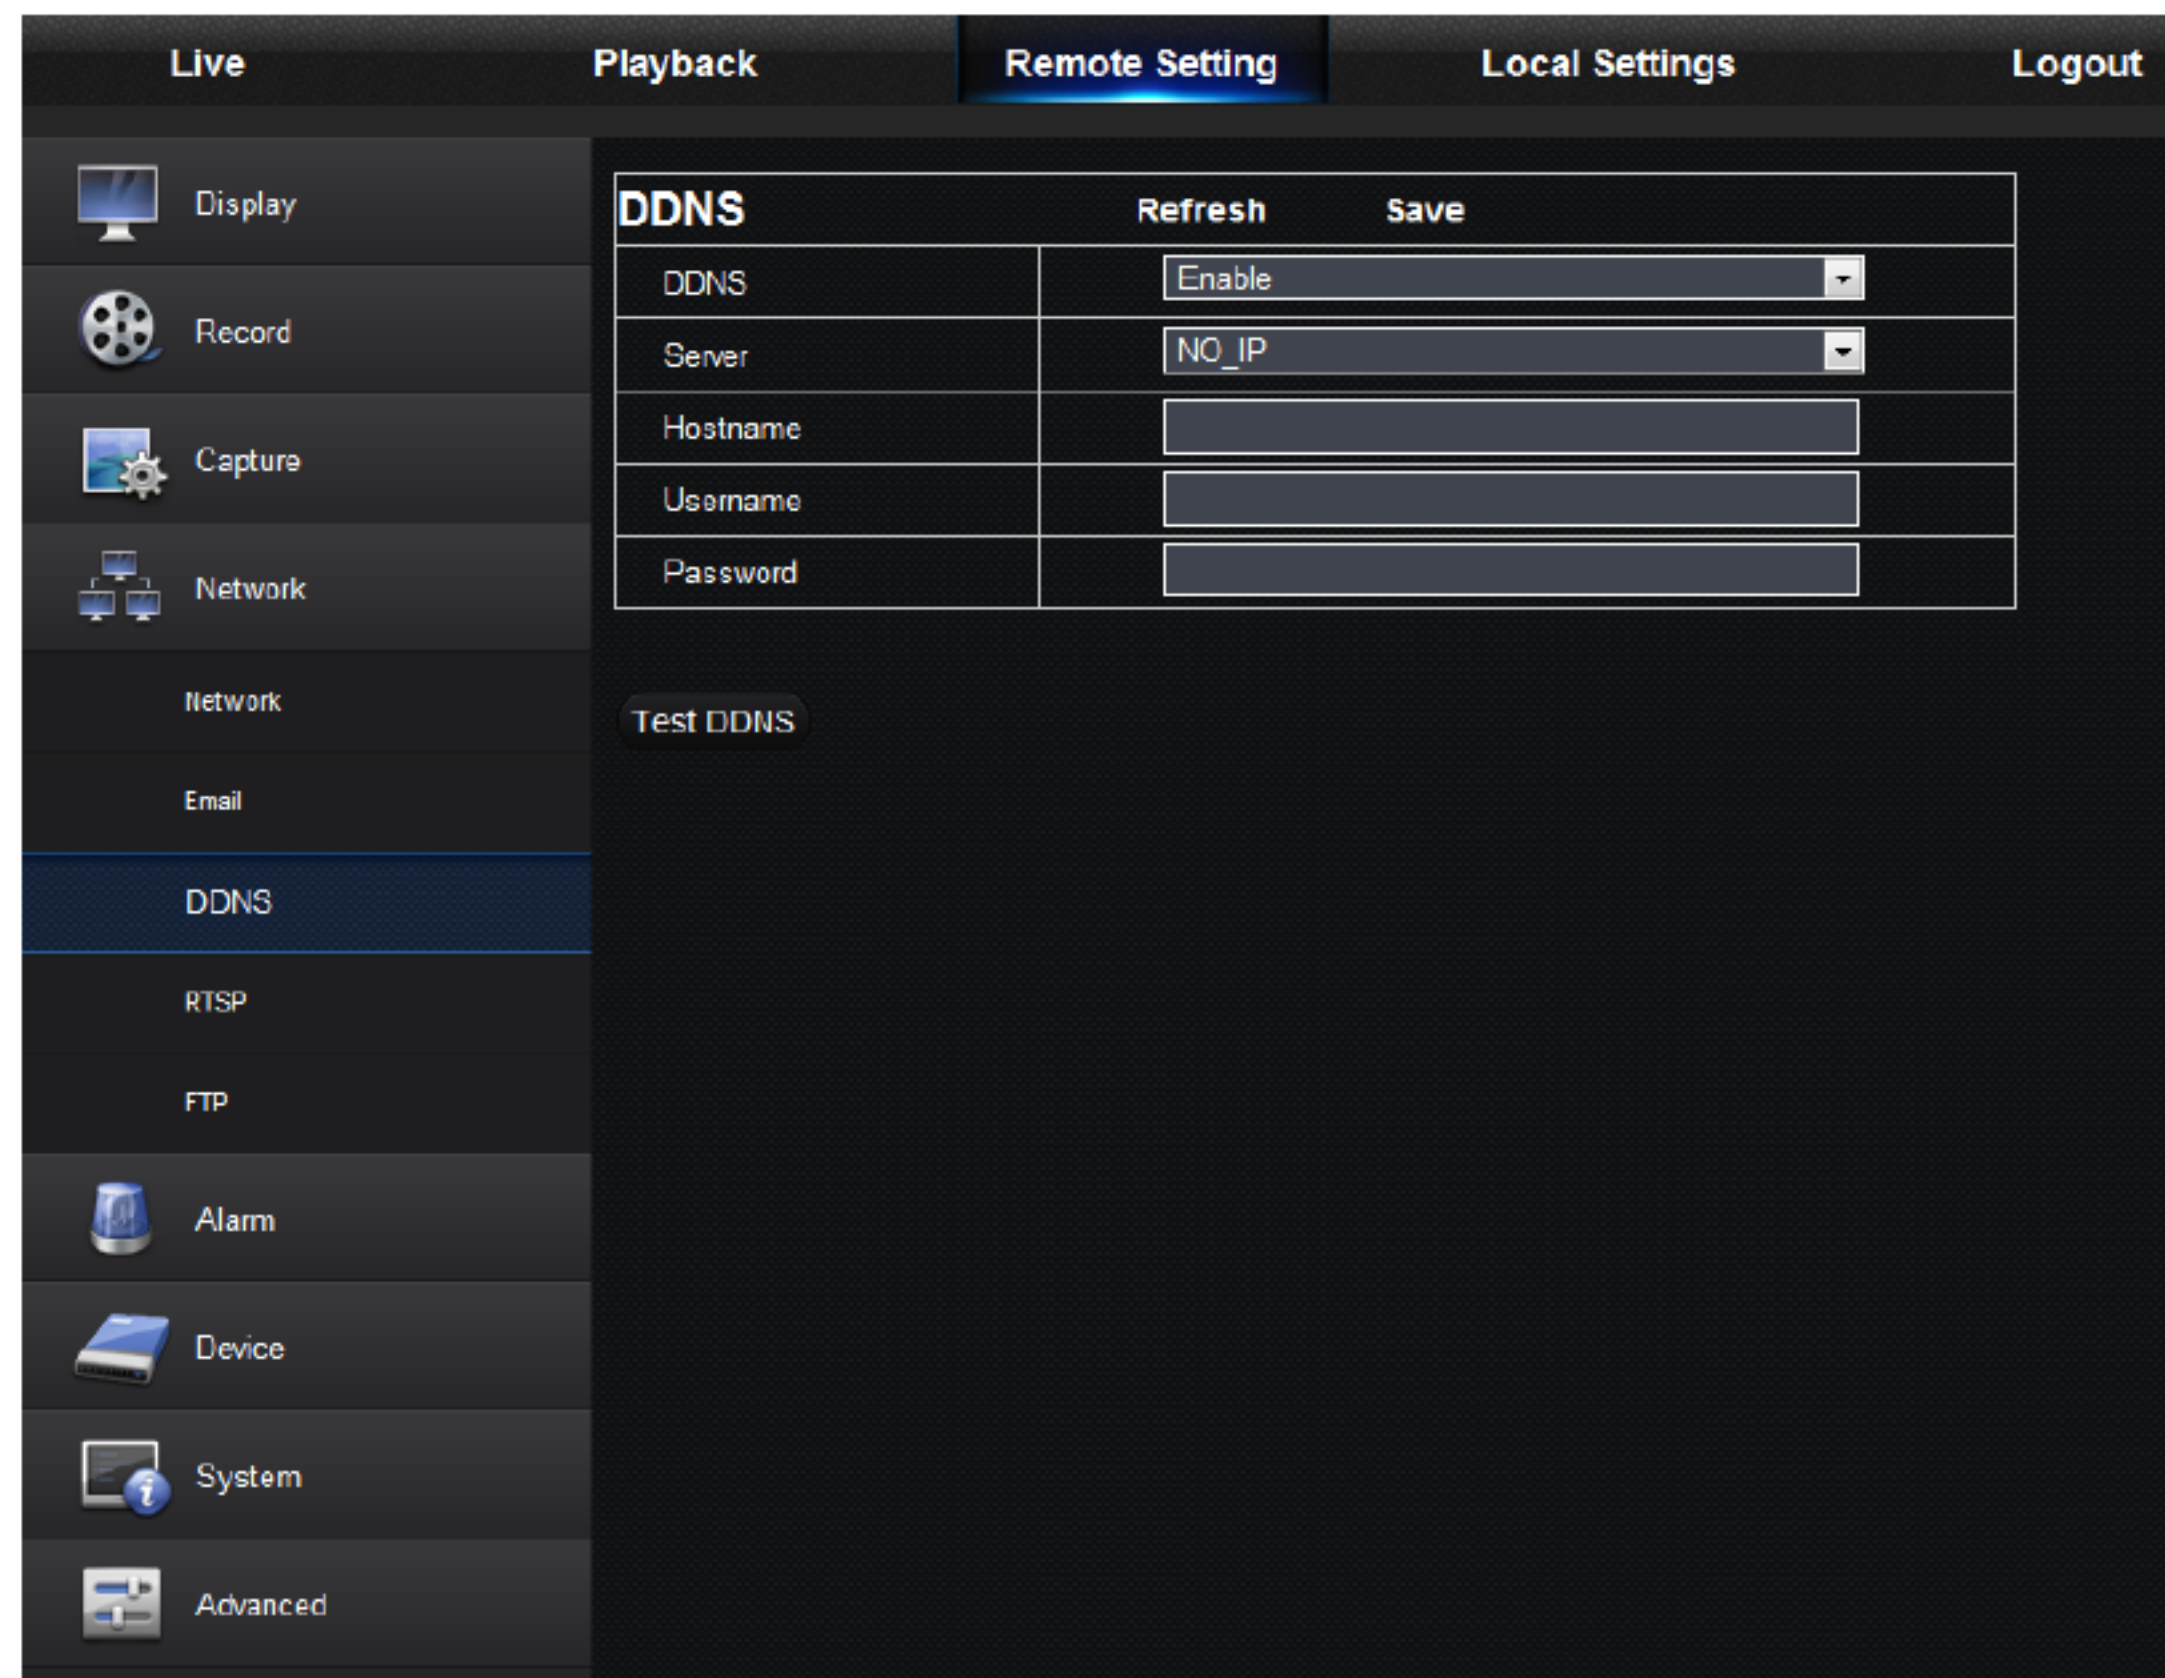 Live Playback Remote Setting Local Settings Logout
Display
Record
Capture
Network
Network
Email
DDNS
RTSP
FTP
Alarm
Device
System
Advanced
DDNS Refresh Save
DDNS Enable
Server NO_IP
Hostname
Username
Password
Test DDNS